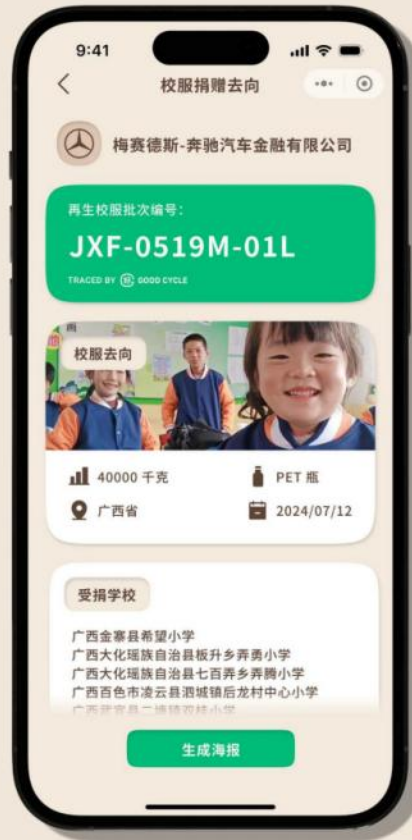 9:41
校服捐赠去向
梅赛德斯-奔驰汽车金融有限公司
再生校服批次编号:
JXF-0519M-01L
TRACED BY GOOD CYCLE
校服去向
40000 千克
PET 瓶
广西省
2024/07/12
受捐学校
广西金寨县希望小学
广西大化瑶族自治县板升乡弄勇小学
广西大化瑶族自治县七百弄乡弄腾小学
广西百色市凌云县泗城镇后龙村中心小学
生成海报